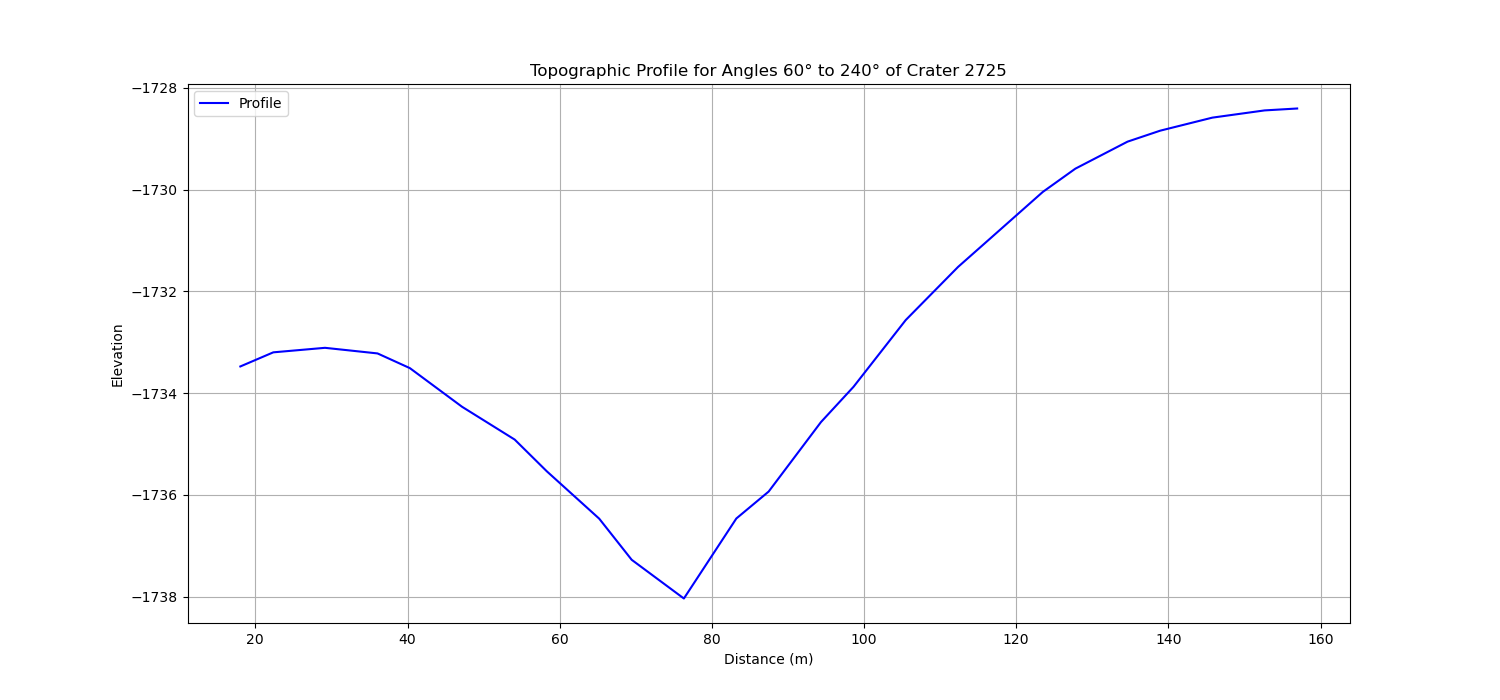 Topographic Profile for Angles 60° to 240° of Crater 2725
Profile
−1728
−1730
−1732
−1734
−1736
−1738
Elevation
20 40 60 80 100 120 140 160
Distance (m)